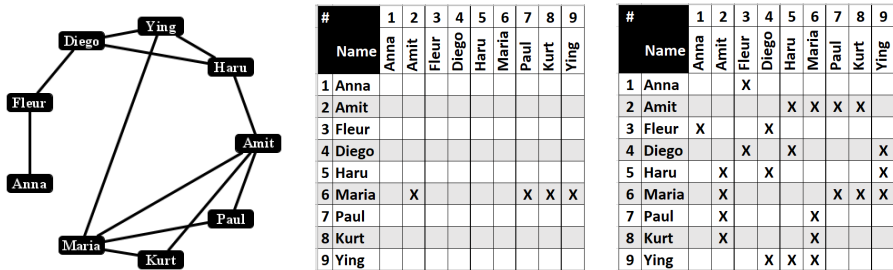 Ying
Diego
Haru
Fleur
Amit
Anna
Paul
Maria
Kurt
# 1 2 3 4 5 6 7 8 9
Name Anna Amit Fleur Diego Haru Maria Paul Kurt Ying
1 Anna
2 Amit
3 Fleur
4 Diego
5 Haru
6 Maria X X X X
7 Paul
8 Kurt
9 Ying
# 1 2 3 4 5 6 7 8 9
Name Anna Amit Fleur Diego Haru Maria Paul Kurt Ying
1 Anna X
2 Amit X X X X
3 Fleur X X
4 Diego X X X
5 Haru X X X
6 Maria X X X X
7 Paul X X
8 Kurt X X
9 Ying X X X